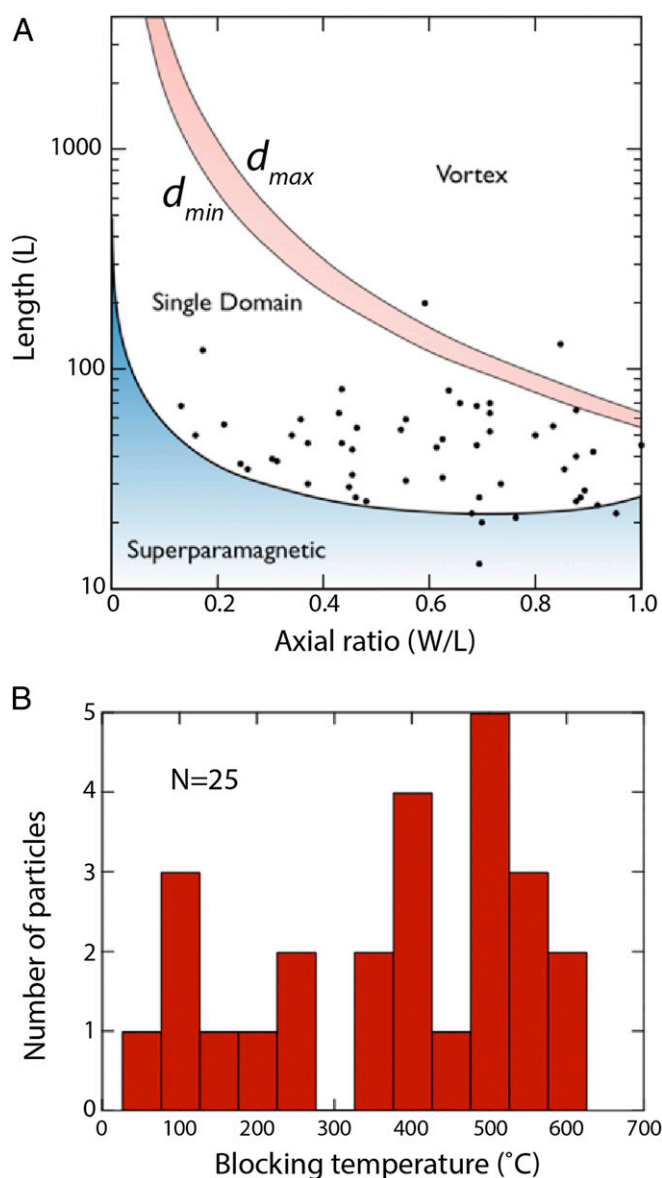 A
1000
100
10
Length (L)
d max
d min
Vortex
Single Domain
Superparamagnetic
0
0.2
0.4
0.6
0.8
1.0
Axial ratio (W/L)
B
5
4
3
2
1
0
Number of particles
N=25
0
100
200
300
400
500
600
700
Blocking temperature (˚C)